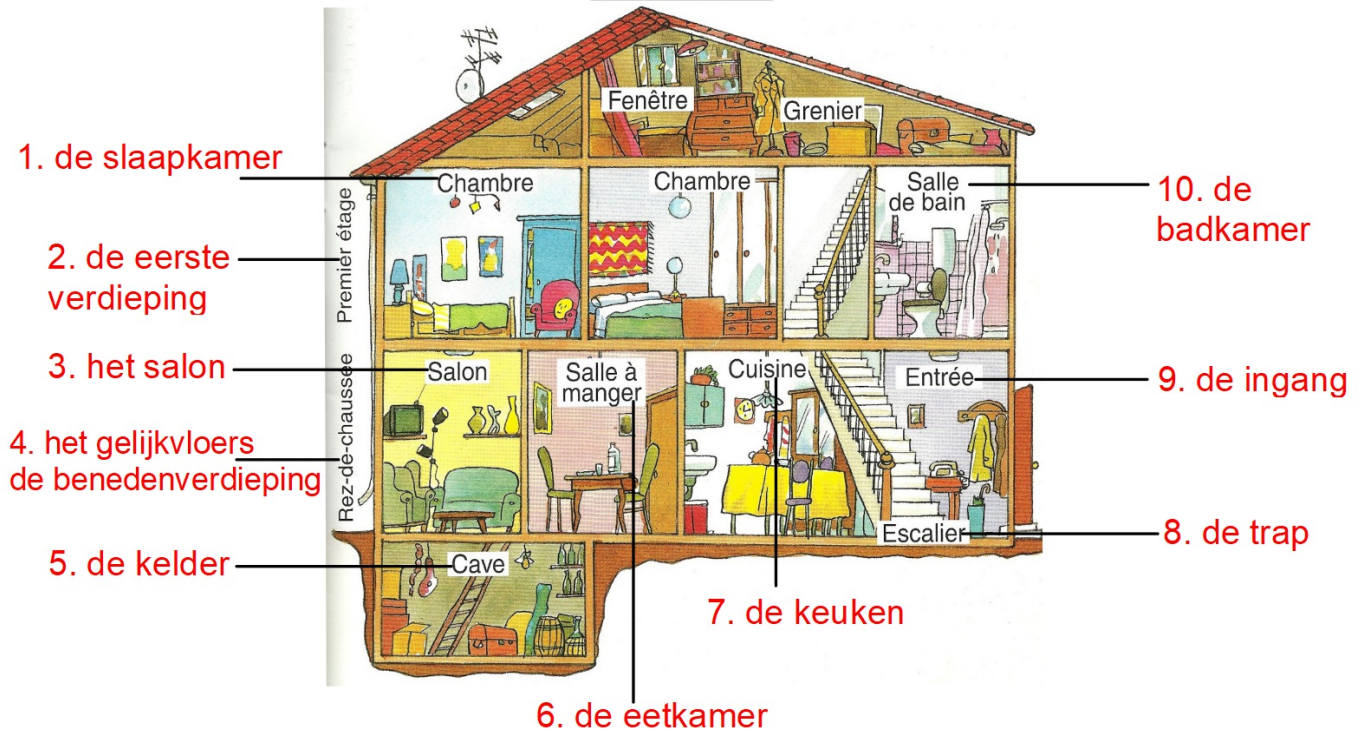 Fenêtre
Grenier
1. de slaapkamer
Chambre
Chambre
Salle
de bain
10. de
badkamer
Premier étage
2. de eerste
verdieping
3. het salon
Salon
Salle à
manger
Cuisine
Entrée
9. de ingang
Rez-de-chaussee
4. het gelijkvloers
de benedenverdieping
Escalier
8. de trap
5. de kelder
Cave
7. de keuken
6. de eetkamer